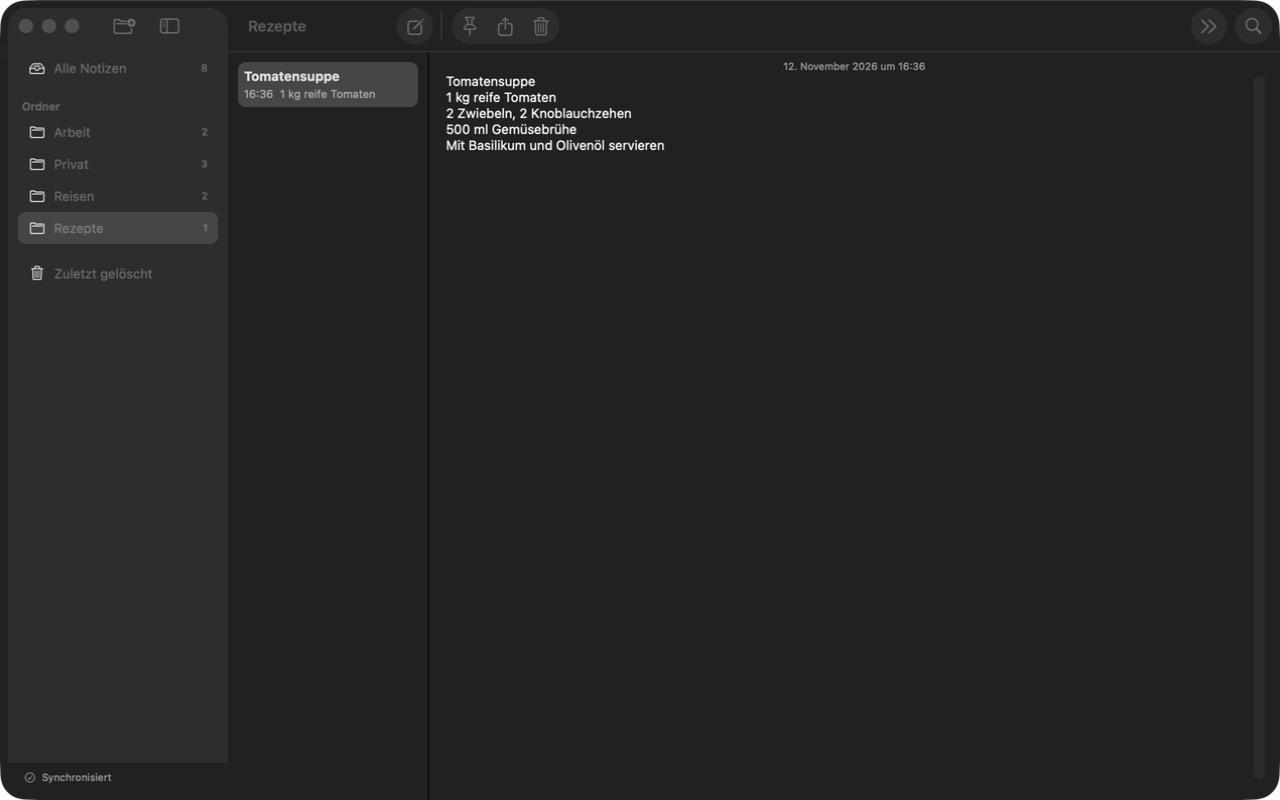 Rezepte
Alle Notizen 8
Ordner
Arbeit 2
Privat 3
Reisen 2
Rezepte 1
Zuletzt gelöscht
Synchronisiert
Tomatensuppe
16:36 1 kg reife Tomaten
12. November 2026 um 16:36
Tomatensuppe
1 kg reife Tomaten
2 Zwiebeln, 2 Knoblauchzehen
500 ml Gemüsebrühe
Mit Basilikum und Olivenöl servieren